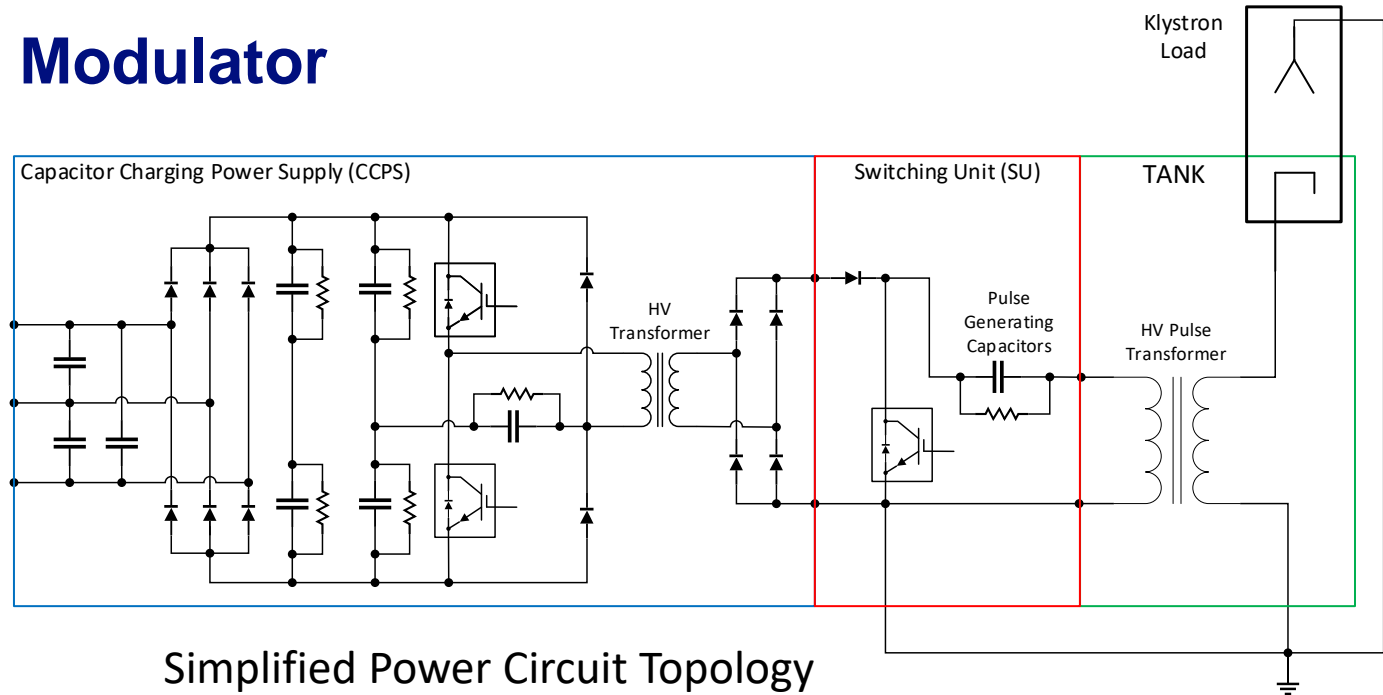 Modulator
Klystron
Load
Capacitor Charging Power Supply (CCPS)
Switching Unit (SU)
TANK
HV
Transformer
Pulse
Generating
Capacitors
HV Pulse
Transformer
Simplified Power Circuit Topology